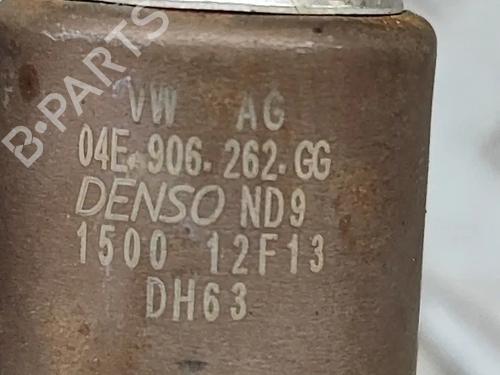 B-PARTS
VW AG
04E-906-262-GG
DENSO ND9
1500 12F13
DH63